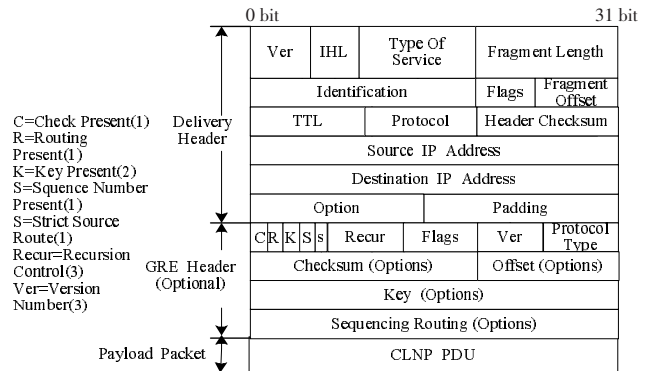 0 bit 31 bit
Ver IHL Type Of Service Fragment Length
Identification Flags Fragment Offset
TTL Protocol Header Checksum
Source IP Address
Destination IP Address
Option Padding
Delivery Header
C R K S s Recur Flags Ver Protocol Type
Checksum (Options) Offset (Options)
Key (Options)
Sequencing Routing (Options)
GRE Header (Optional)
Payload Packet CLNP PDU
C=Check Present(1)
R=Routing
Present(1)
K=Key Present(2)
S=Squence Number
Present(1)
S=Strict Source
Route(1)
Recur=Recursion
Control(3)
Ver=Version
Number(3)